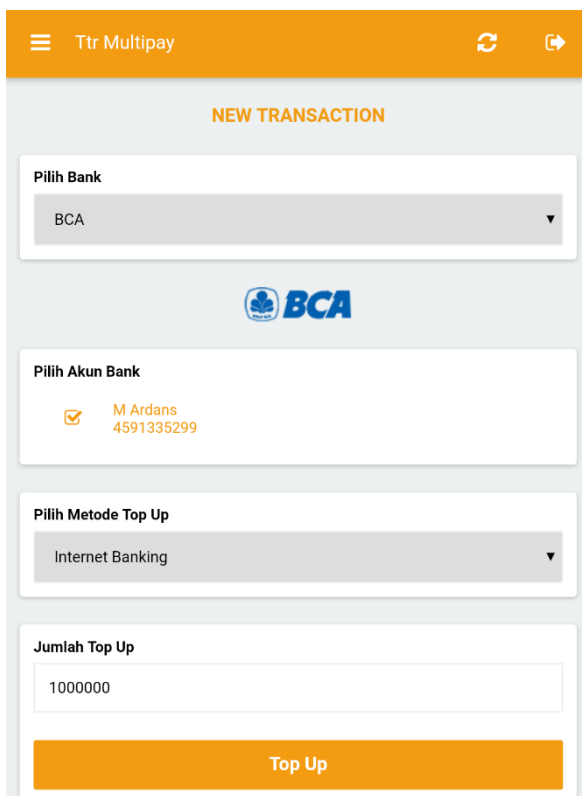 Ttr Multipay
NEW TRANSACTION
Pilih Bank
BCA
BCA
Pilih Akun Bank
M Ardans
4591335299
Pilih Metode Top Up
Internet Banking
Jumlah Top Up
1000000
Top Up